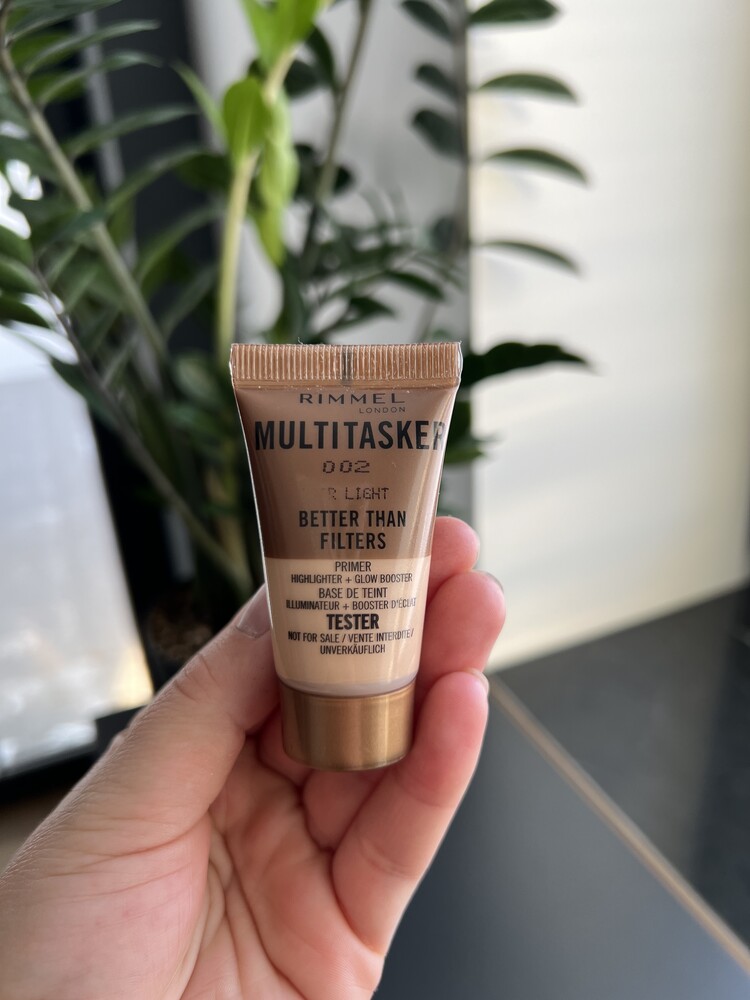 RIMMEL
LONDON
MULTITASKER
002
LIGHT
BETTER THAN
FILTERS
PRIMER
HIGHLIGHTER + GLOW BOOSTER
BASE DE TEINT
ILLUMINATEUR + BOOSTER D'ÉCLAT
TESTER
NOT FOR SALE / VENTE INTERDITE /
UNVERKÄUFLICH